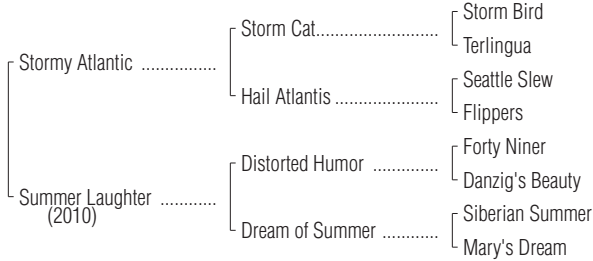 Storm Bird
Storm Cat..........................
Terlingua
Stormy Atlantic ................
Seattle Slew
Hail Atlantis ......................
Flippers
Forty Niner
Distorted Humor ..............
Danzig's Beauty
Summer Laughter ............
(2010)
Siberian Summer
Dream of Summer ............
Mary's Dream